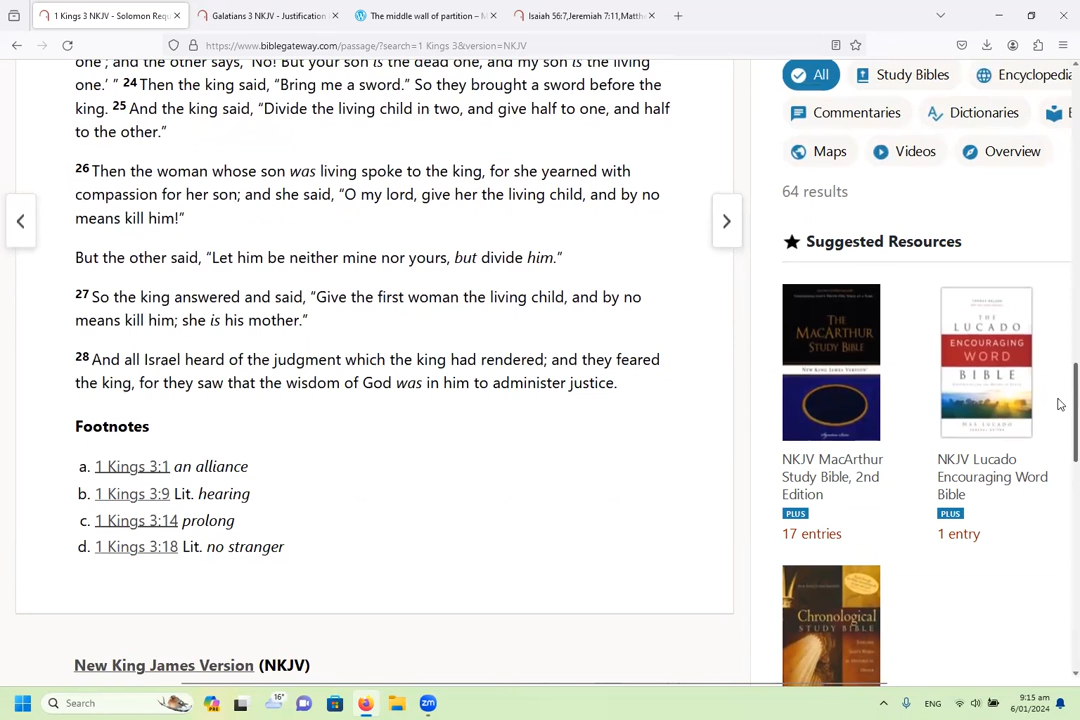 1 Kings 3 NKJV - Solomon Requ
Galatians 3 NKJV - Justification
The middle wall of partition – M
Isaiah 56:7,Jeremiah 7:11,Matth
https://www.biblegateway.com/passage/?search=1 Kings 3&version=NKJV
one'; and the other says, 'No! But your son is the dead one, and my son is the living
one.' " 24 Then the king said, “Bring me a sword.” So they brought a sword before the
king. 25 And the king said, “Divide the living child in two, and give half to one, and half
to the other.”
26 Then the woman whose son was living spoke to the king, for she yearned with
compassion for her son; and she said, “O my lord, give her the living child, and by no
means kill him!”
But the other said, “Let him be neither mine nor yours, but divide him.”
27 So the king answered and said, “Give the first woman the living child, and by no
means kill him; she is his mother.”
28 And all Israel heard of the judgment which the king had rendered; and they feared
the king, for they saw that the wisdom of God was in him to administer justice.
Footnotes
a. 1 Kings 3:1 an alliance
b. 1 Kings 3:9 Lit. hearing
c. 1 Kings 3:14 prolong
d. 1 Kings 3:18 Lit. no stranger
New King James Version (NKJV)
All
Study Bibles
Encyclopedia
Commentaries
Dictionaries
E
Maps
Videos
Overview
64 results
Suggested Resources
THE
MACARTHUR
STUDY BIBLE
NEW KING JAMES VERSION
THE
LUCADO
ENCOURAGING
WORD
BIBLE
MAX LUCADO
NKJV MacArthur
Study Bible, 2nd
Edition
PLUS
17 entries
NKJV Lucado
Encouraging Word
Bible
PLUS
1 entry
THE
Chronological
STUDY BIBLE
Search
16°
ENG
9:15 am
6/01/2024